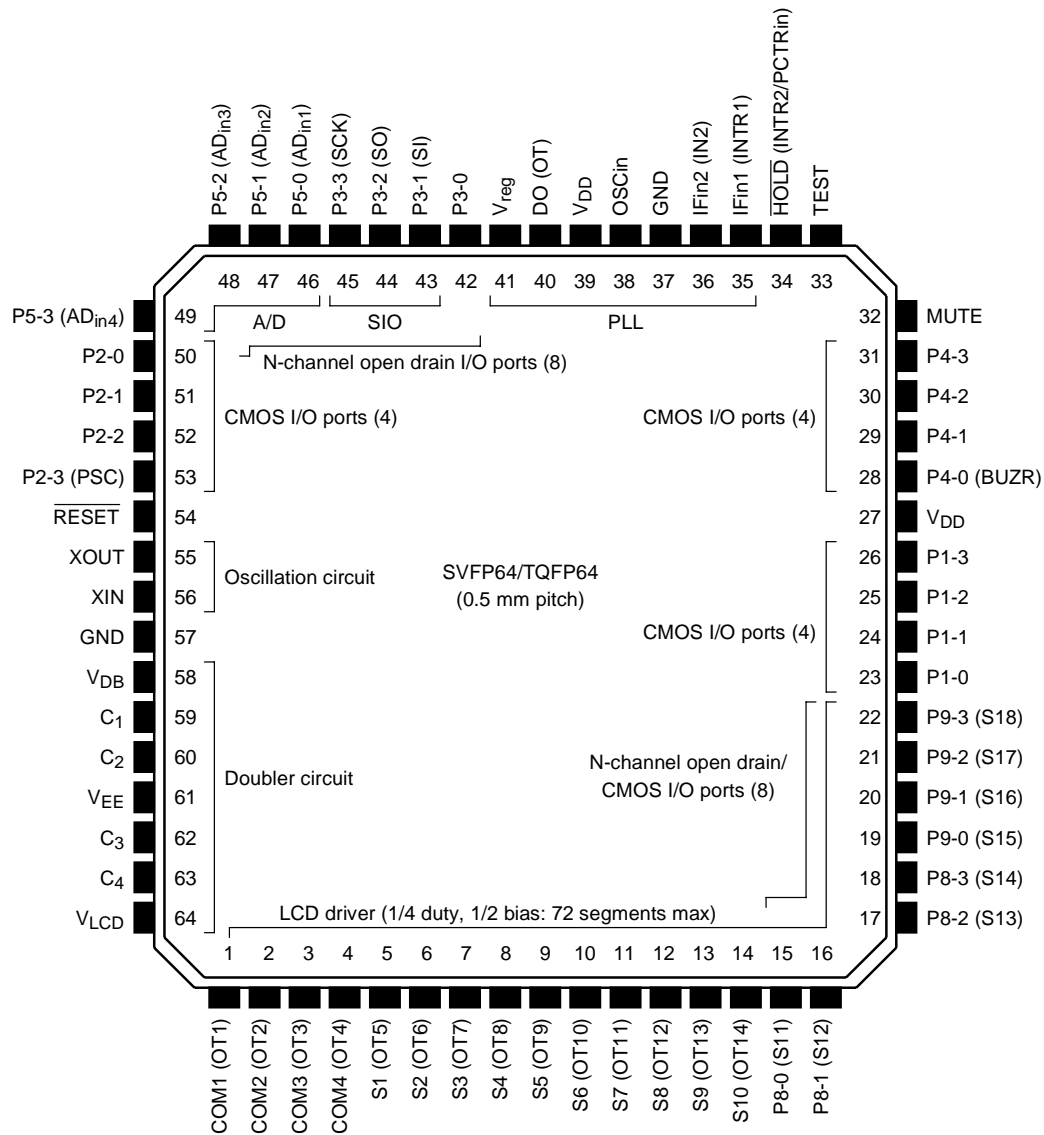 P5-2 (ADin3)
P5-1 (ADin2)
P5-0 (ADin1)
P3-3 (SCK)
P3-2 (SO)
P3-1 (SI)
P3-0
Vreg
DO (OT)
VDD
OSCin
GND
IFin2 (IN2)
IFin1 (INTR1)
HOLD (INTR2/PCTRin)
TEST
48 47 46 45 44 43 42 41 40 39 38 37 36 35 34 33
P5-3 (ADin4) 49 A/D SIO PLL 32 MUTE
P2-0 50 N-channel open drain I/O ports (8) 31 P4-3
P2-1 51 CMOS I/O ports (4) CMOS I/O ports (4) 30 P4-2
P2-2 52 29 P4-1
P2-3 (PSC) 53 28 P4-0 (BUZR)
RESET 54 27 VDD
XOUT 55 26 P1-3
Oscillation circuit SVFP64/TQFP64
XIN 56 (0.5 mm pitch) 25 P1-2
GND 57 CMOS I/O ports (4) 24 P1-1
VDB 58 23 P1-0
C1 59 22 P9-3 (S18)
C2 60 N-channel open drain/ 21 P9-2 (S17)
Doubler circuit CMOS I/O ports (8)
VEE 61 20 P9-1 (S16)
C3 62 19 P9-0 (S15)
C4 63 18 P8-3 (S14)
VLCD 64 LCD driver (1/4 duty, 1/2 bias: 72 segments max) 17 P8-2 (S13)
1 2 3 4 5 6 7 8 9 10 11 12 13 14 15 16
COM1 (OT1)
COM2 (OT2)
COM3 (OT3)
COM4 (OT4)
S1 (OT5)
S2 (OT6)
S3 (OT7)
S4 (OT8)
S5 (OT9)
S6 (OT10)
S7 (OT11)
S8 (OT12)
S9 (OT13)
S10 (OT14)
P8-0 (S11)
P8-1 (S12)